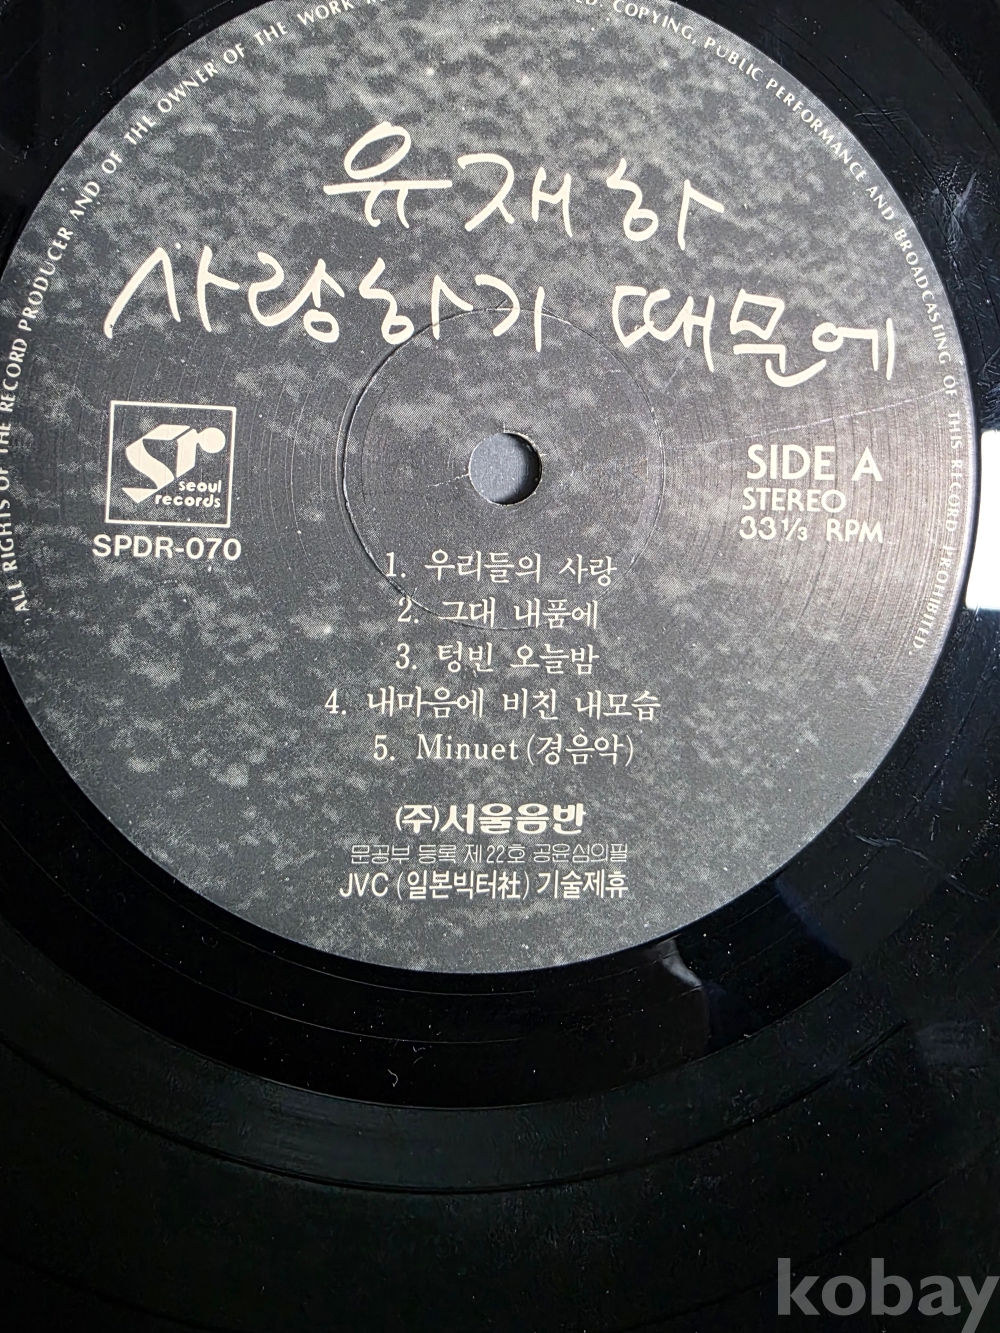 ALL RIGHTS OF THE RECORD PRODUCER AND OF THE OWNER OF THE WORK
COPYING, PUBLIC PERFORMANCE AND BROADCASTING OF THIS RECORD PROHIBITED.
유재하
사랑하기 때문에
seoul
records
SPDR-070
SIDE A
STEREO
33 1/3 RPM
1. 우리들의 사랑
2. 그대 내품에
3. 텅빈 오늘밤
4. 내마음에 비친 내모습
5. Minuet (경음악)
(주)서울음반
문공부 등록 제22호 공윤심의필
JVC (일본빅터社) 기술제휴
kobay